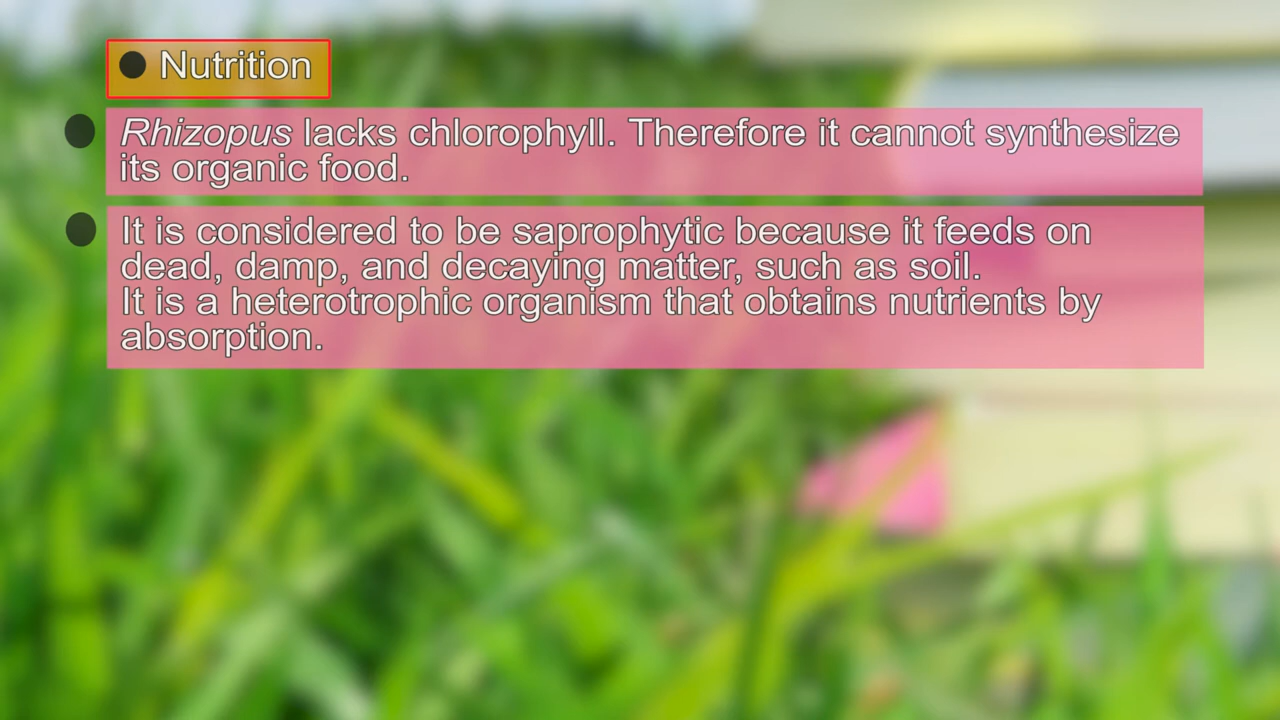 ● Nutrition
● Rhizopus lacks chlorophyll. Therefore it cannot synthesize
its organic food.
● It is considered to be saprophytic because it feeds on
dead, damp, and decaying matter, such as soil.
It is a heterotrophic organism that obtains nutrients by
absorption.